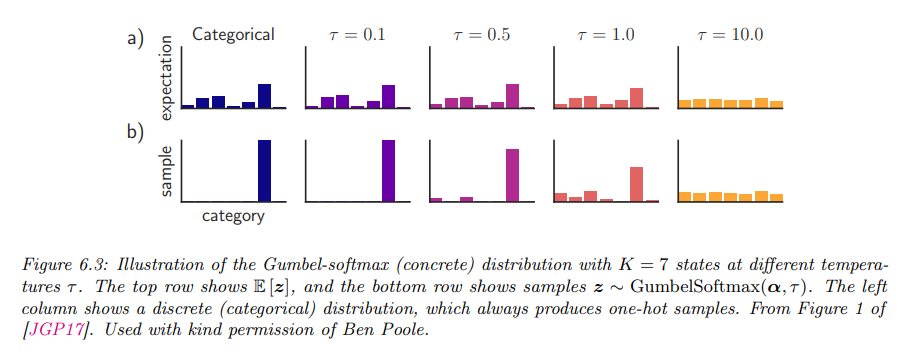 a) Categorical τ = 0.1 τ = 0.5 τ = 1.0 τ = 10.0
expectation
b)
sample
category
Figure 6.3: Illustration of the Gumbel-softmax (concrete) distribution with K = 7 states at different tempera-
tures τ. The top row shows 𝔼[z], and the bottom row shows samples z ∼ GumbelSoftmax(α, τ). The left
column shows a discrete (categorical) distribution, which always produces one-hot samples. From Figure 1 of
[JGP17]. Used with kind permission of Ben Poole.